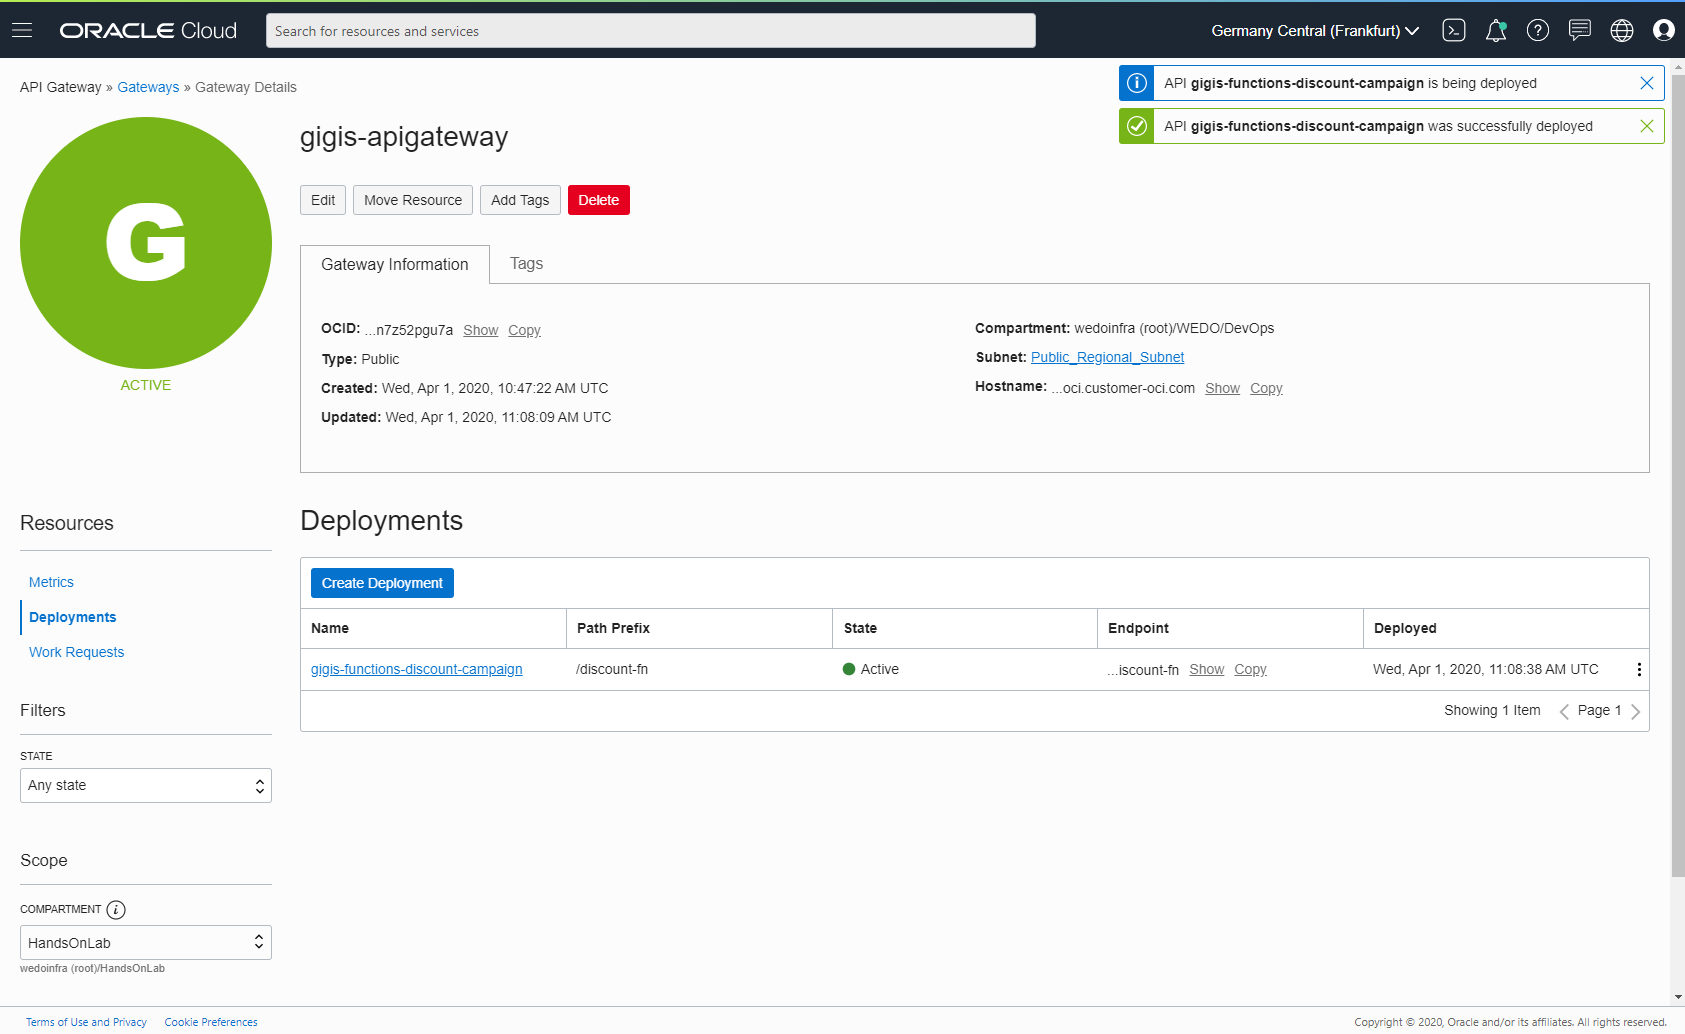 ORACLE Cloud
Search for resources and services
Germany Central (Frankfurt)
API Gateway » Gateways » Gateway Details
API gigis-functions-discount-campaign is being deployed
API gigis-functions-discount-campaign was successfully deployed
G
ACTIVE
gigis-apigateway
Edit
Move Resource
Add Tags
Delete
Gateway Information
Tags
OCID: ...n7z52pgu7a Show Copy
Type: Public
Created: Wed, Apr 1, 2020, 10:47:22 AM UTC
Updated: Wed, Apr 1, 2020, 11:08:09 AM UTC
Compartment: wedoinfra (root)/WEDO/DevOps
Subnet: Public_Regional_Subnet
Hostname: ...oci.customer-oci.com Show Copy
Resources
Metrics
Deployments
Work Requests
Filters
STATE
Any state
Scope
COMPARTMENT i
HandsOnLab
wedoinfra (root)/HandsOnLab
Deployments
Create Deployment
Name Path Prefix State Endpoint Deployed
gigis-functions-discount-campaign /discount-fn Active ...iscount-fn Show Copy Wed, Apr 1, 2020, 11:08:38 AM UTC
Showing 1 Item Page 1
Terms of Use and Privacy Cookie Preferences
Copyright © 2020, Oracle and/or its affiliates. All rights reserved.